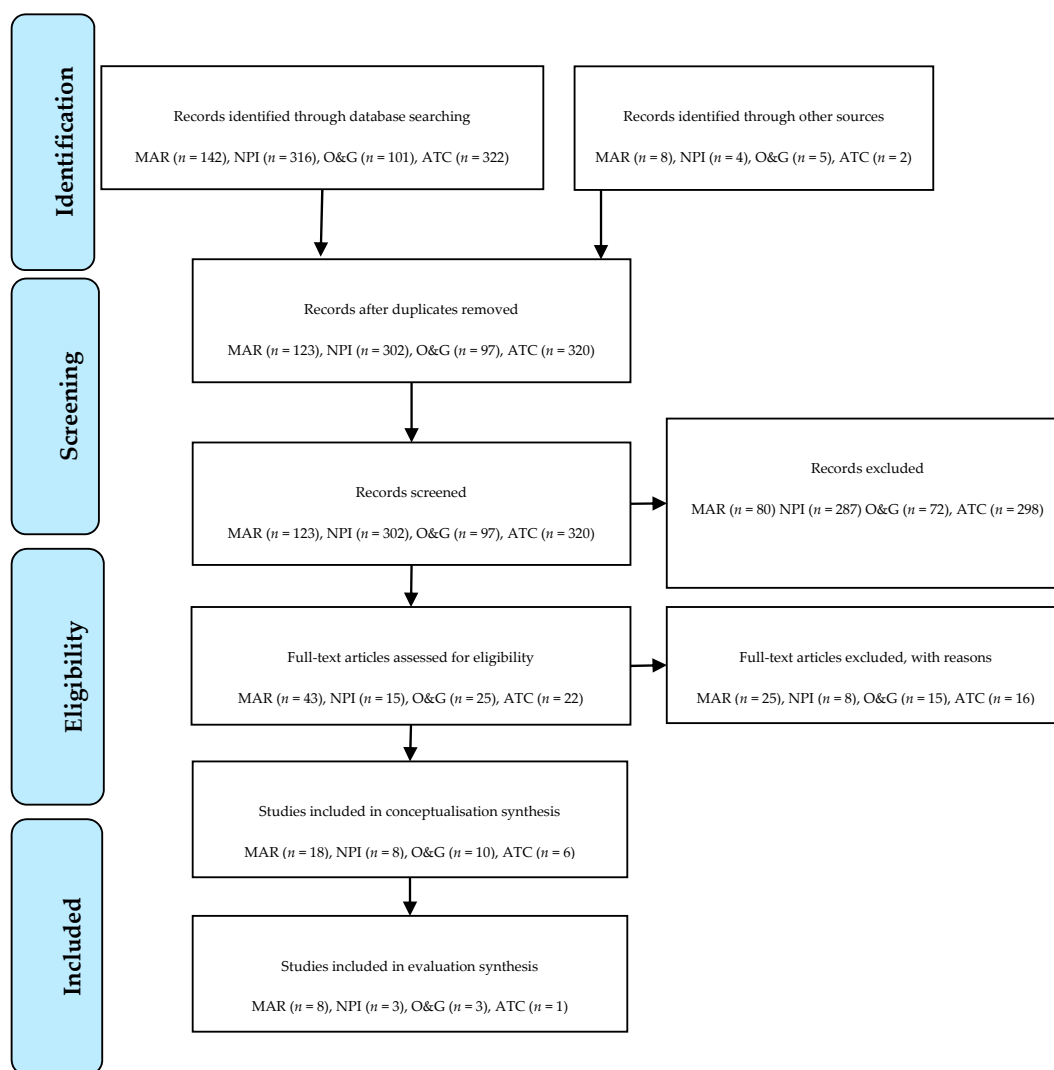 Identification
Records identified through database searching
MAR (n = 142), NPI (n = 316), O&G (n = 101), ATC (n = 322)
Records identified through other sources
MAR (n = 8), NPI (n = 4), O&G (n = 5), ATC (n = 2)
Records after duplicates removed
MAR (n = 123), NPI (n = 302), O&G (n = 97), ATC (n = 320)
Screening
Records screened
MAR (n = 123), NPI (n = 302), O&G (n = 97), ATC (n = 320)
Records excluded
MAR (n = 80) NPI (n = 287) O&G (n = 72), ATC (n = 298)
Eligibility
Full-text articles assessed for eligibility
MAR (n = 43), NPI (n = 15), O&G (n = 25), ATC (n = 22)
Full-text articles excluded, with reasons
MAR (n = 25), NPI (n = 8), O&G (n = 15), ATC (n = 16)
Studies included in conceptualisation synthesis
MAR (n = 18), NPI (n = 8), O&G (n = 10), ATC (n = 6)
Included
Studies included in evaluation synthesis
MAR (n = 8), NPI (n = 3), O&G (n = 3), ATC (n = 1)